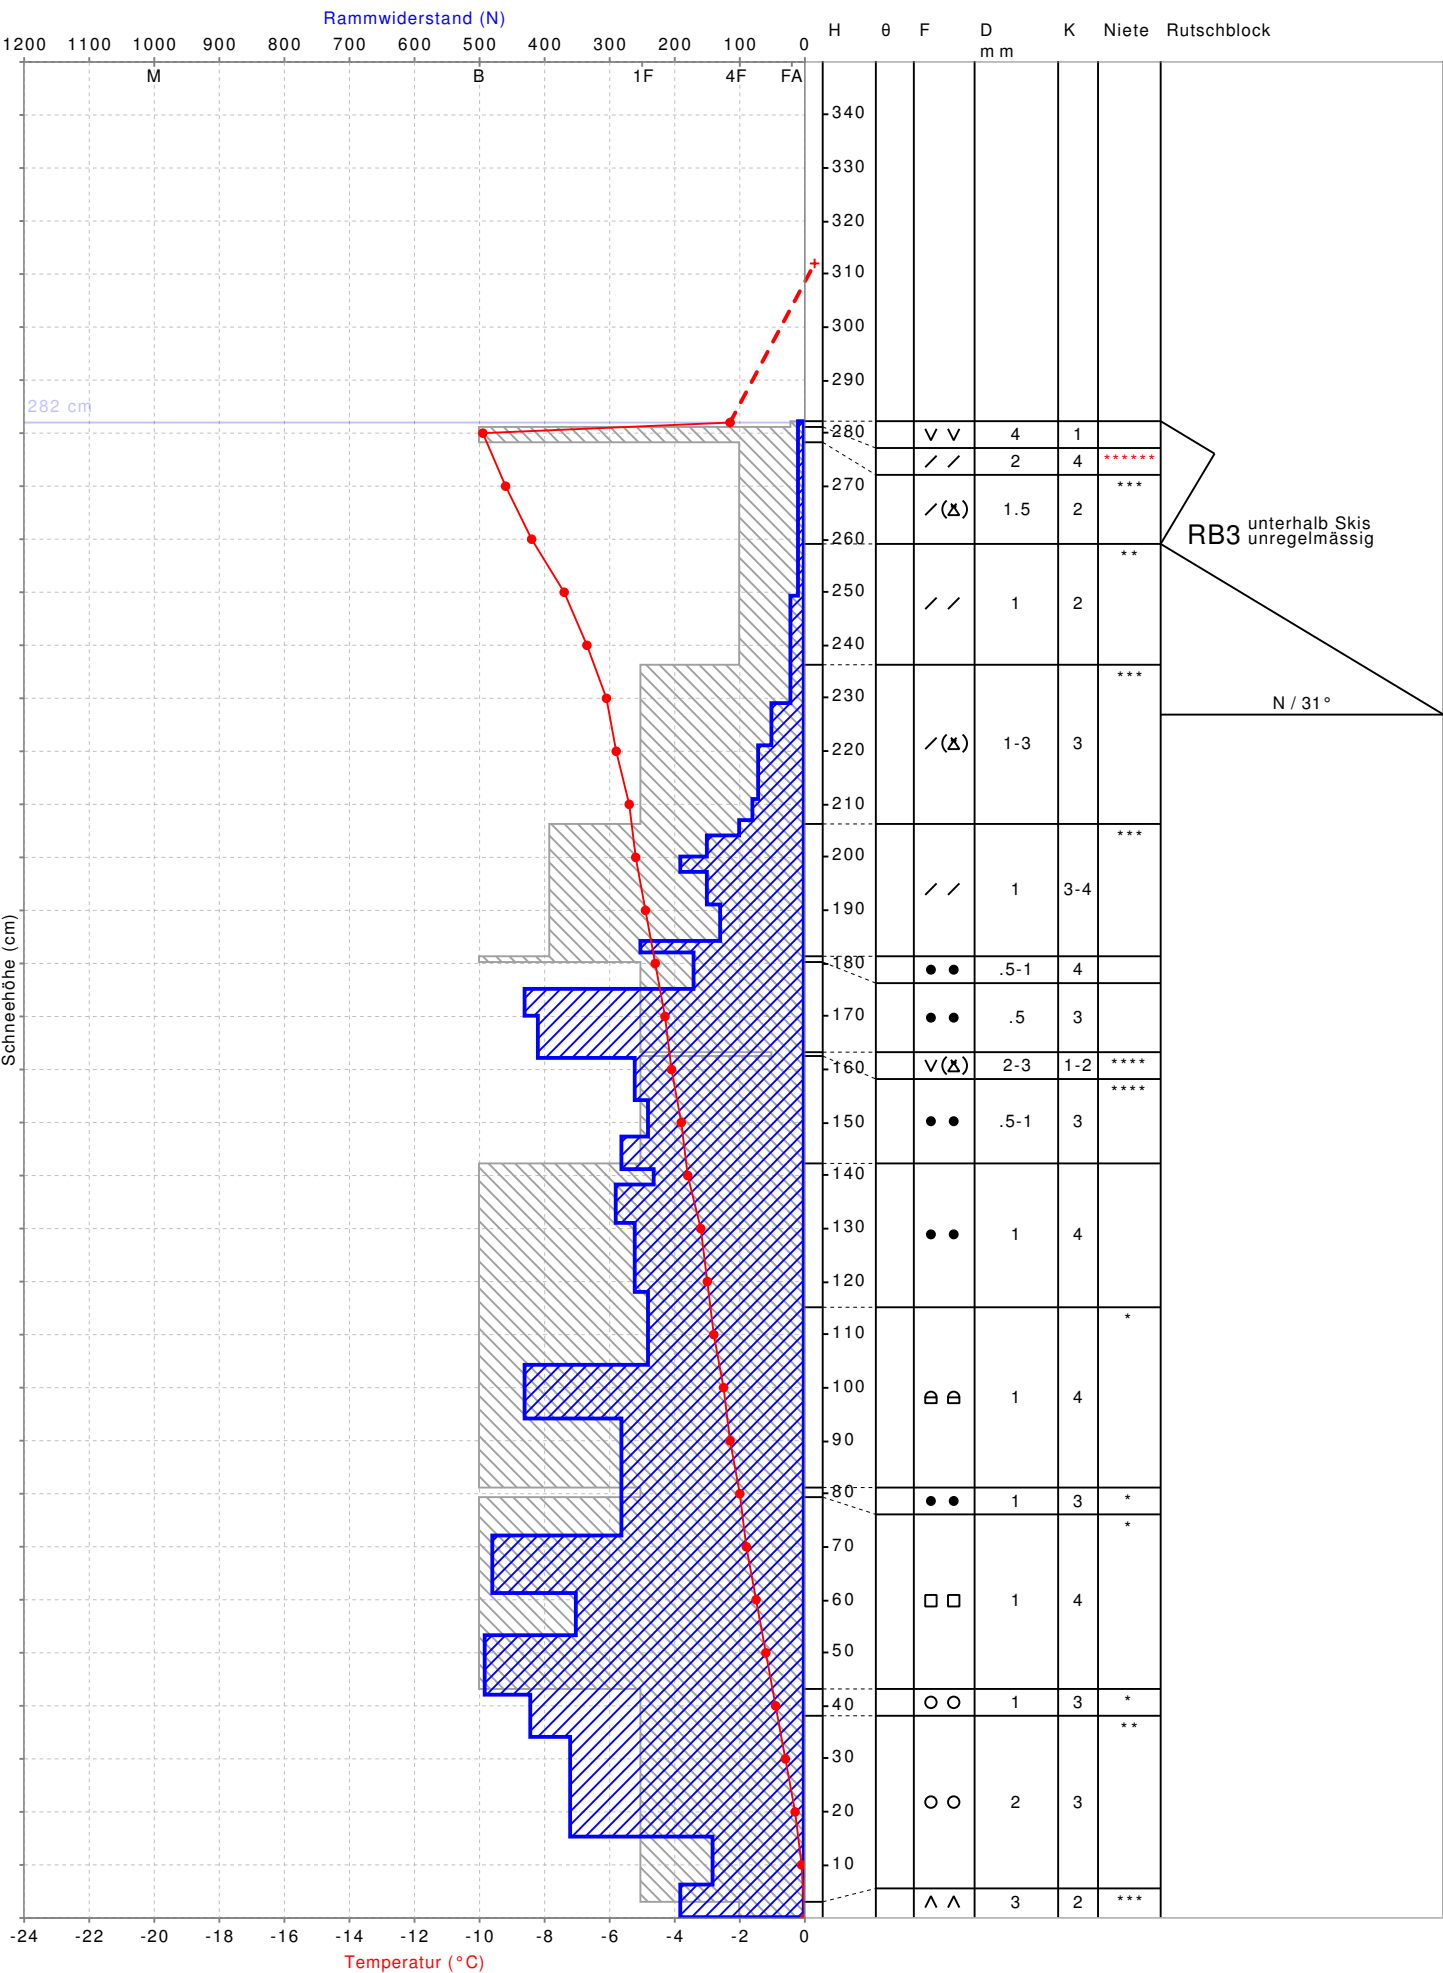 Rammwiderstand (N)
1200 1100 1000 900 800 700 600 500 400 300 200 100 0 H θ F D K Niete Rutschblock
mm
M B 1F 4F FA
340
330
320
310
300
290
282 cm
280
4 1
2 4 ******
270 ***
1.5 2
RB3 unterhalb Skis
unregelmässig
260 **
250
1 2
240
230 ***
N / 31°
220
1-3 3
210
200 ***
1 3-4
190
180 .5-1 4
170 .5 3
160 2-3 1-2 ****
****
150 .5-1 3
140
130 1 4
120
110 *
100 1 4
90
80 1 3 *
*
70
60 1 4
50
40 1 3 *
**
30
20 2 3
10
3 2 ***
Schneehöhe (cm)
-24 -22 -20 -18 -16 -14 -12 -10 -8 -6 -4 -2 0
Temperatur (°C)